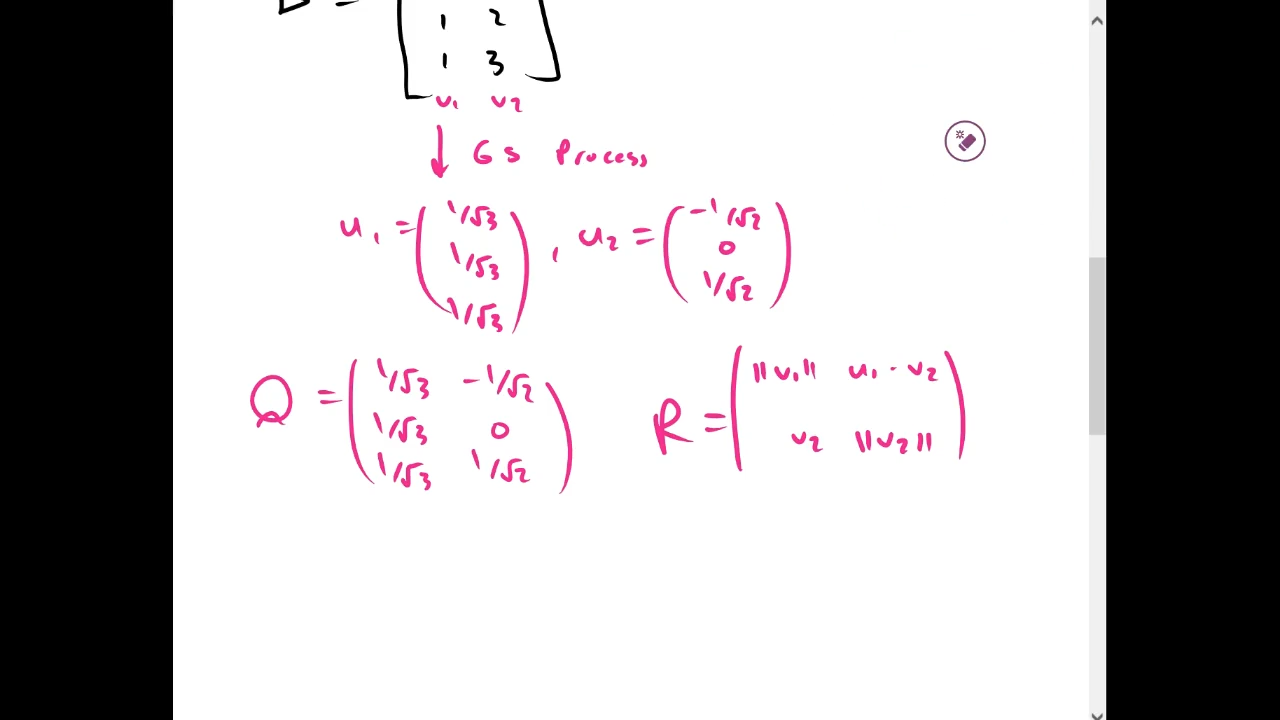 1 2
1 3
v1 v2
GS Process
u1 = (1/√3 1/√3 1/√3), u2 = (-1/√2 0 1/√2)
Q = (1/√3 -1/√2
1/√3 0
1/√3 1/√2)
R = (||v1|| u1 · v2
v2 ||v2||)